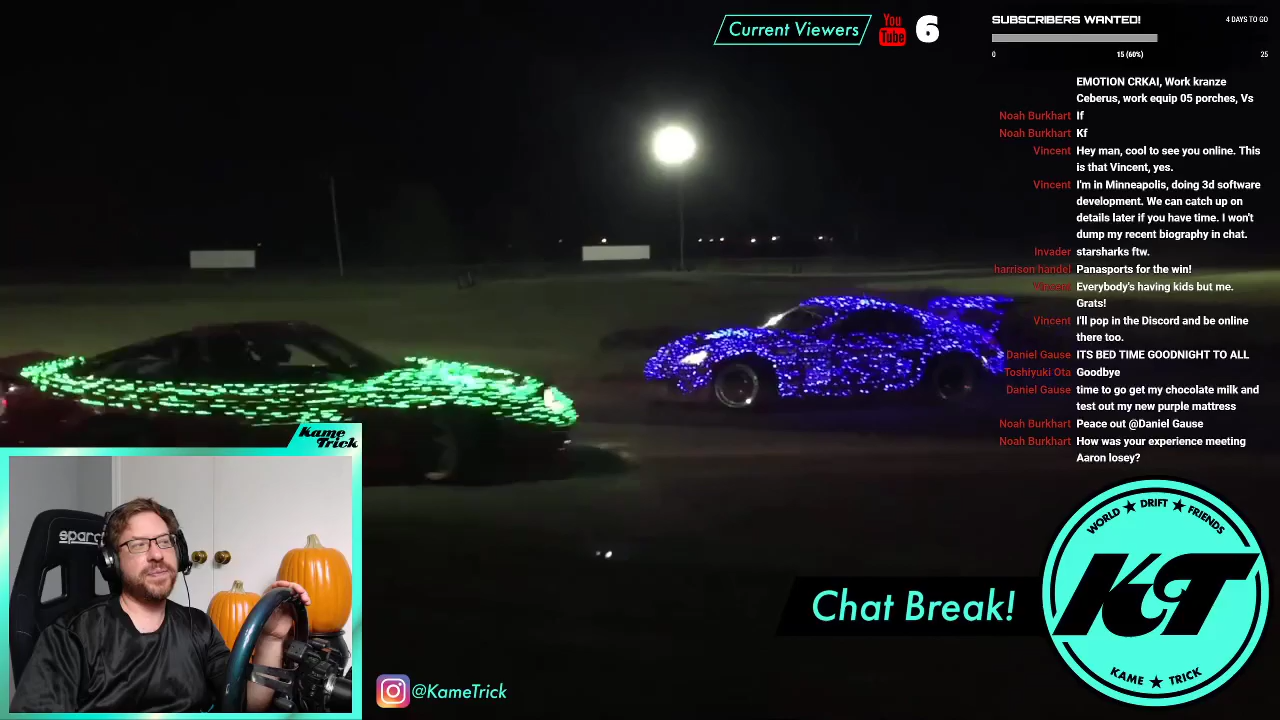 Current Viewers
You
Tube
6
SUBSCRIBERS WANTED!
4 DAYS TO GO
0
15 (60%)
25
EMOTION CRKAI, Work kranze
Ceberus, work equip 05 porches, Vs
Noah Burkhart If
Noah Burkhart Kf
Vincent Hey man, cool to see you online. This
is that Vincent, yes.
Vincent I'm in Minneapolis, doing 3d software
development. We can catch up on
details later if you have time. I won't
dump my recent biography in chat.
Invader starsharks ftw.
harrison handel Panasports for the win!
Vincent Everybody's having kids but me.
Grats!
Vincent I'll pop in the Discord and be online
there too.
Daniel Gause ITS BED TIME GOODNIGHT TO ALL
Toshiyuki Ota Goodbye
Daniel Gause time to go get my chocolate milk and
test out my new purple mattress
Noah Burkhart Peace out @Daniel Gause
Noah Burkhart How was your experience meeting
Aaron losey?
Kame
Trick
sparc
Chat Break!
WORLD ★ DRIFT ★ FRIENDS
KT
KAME ★ TRICK
@KameTrick